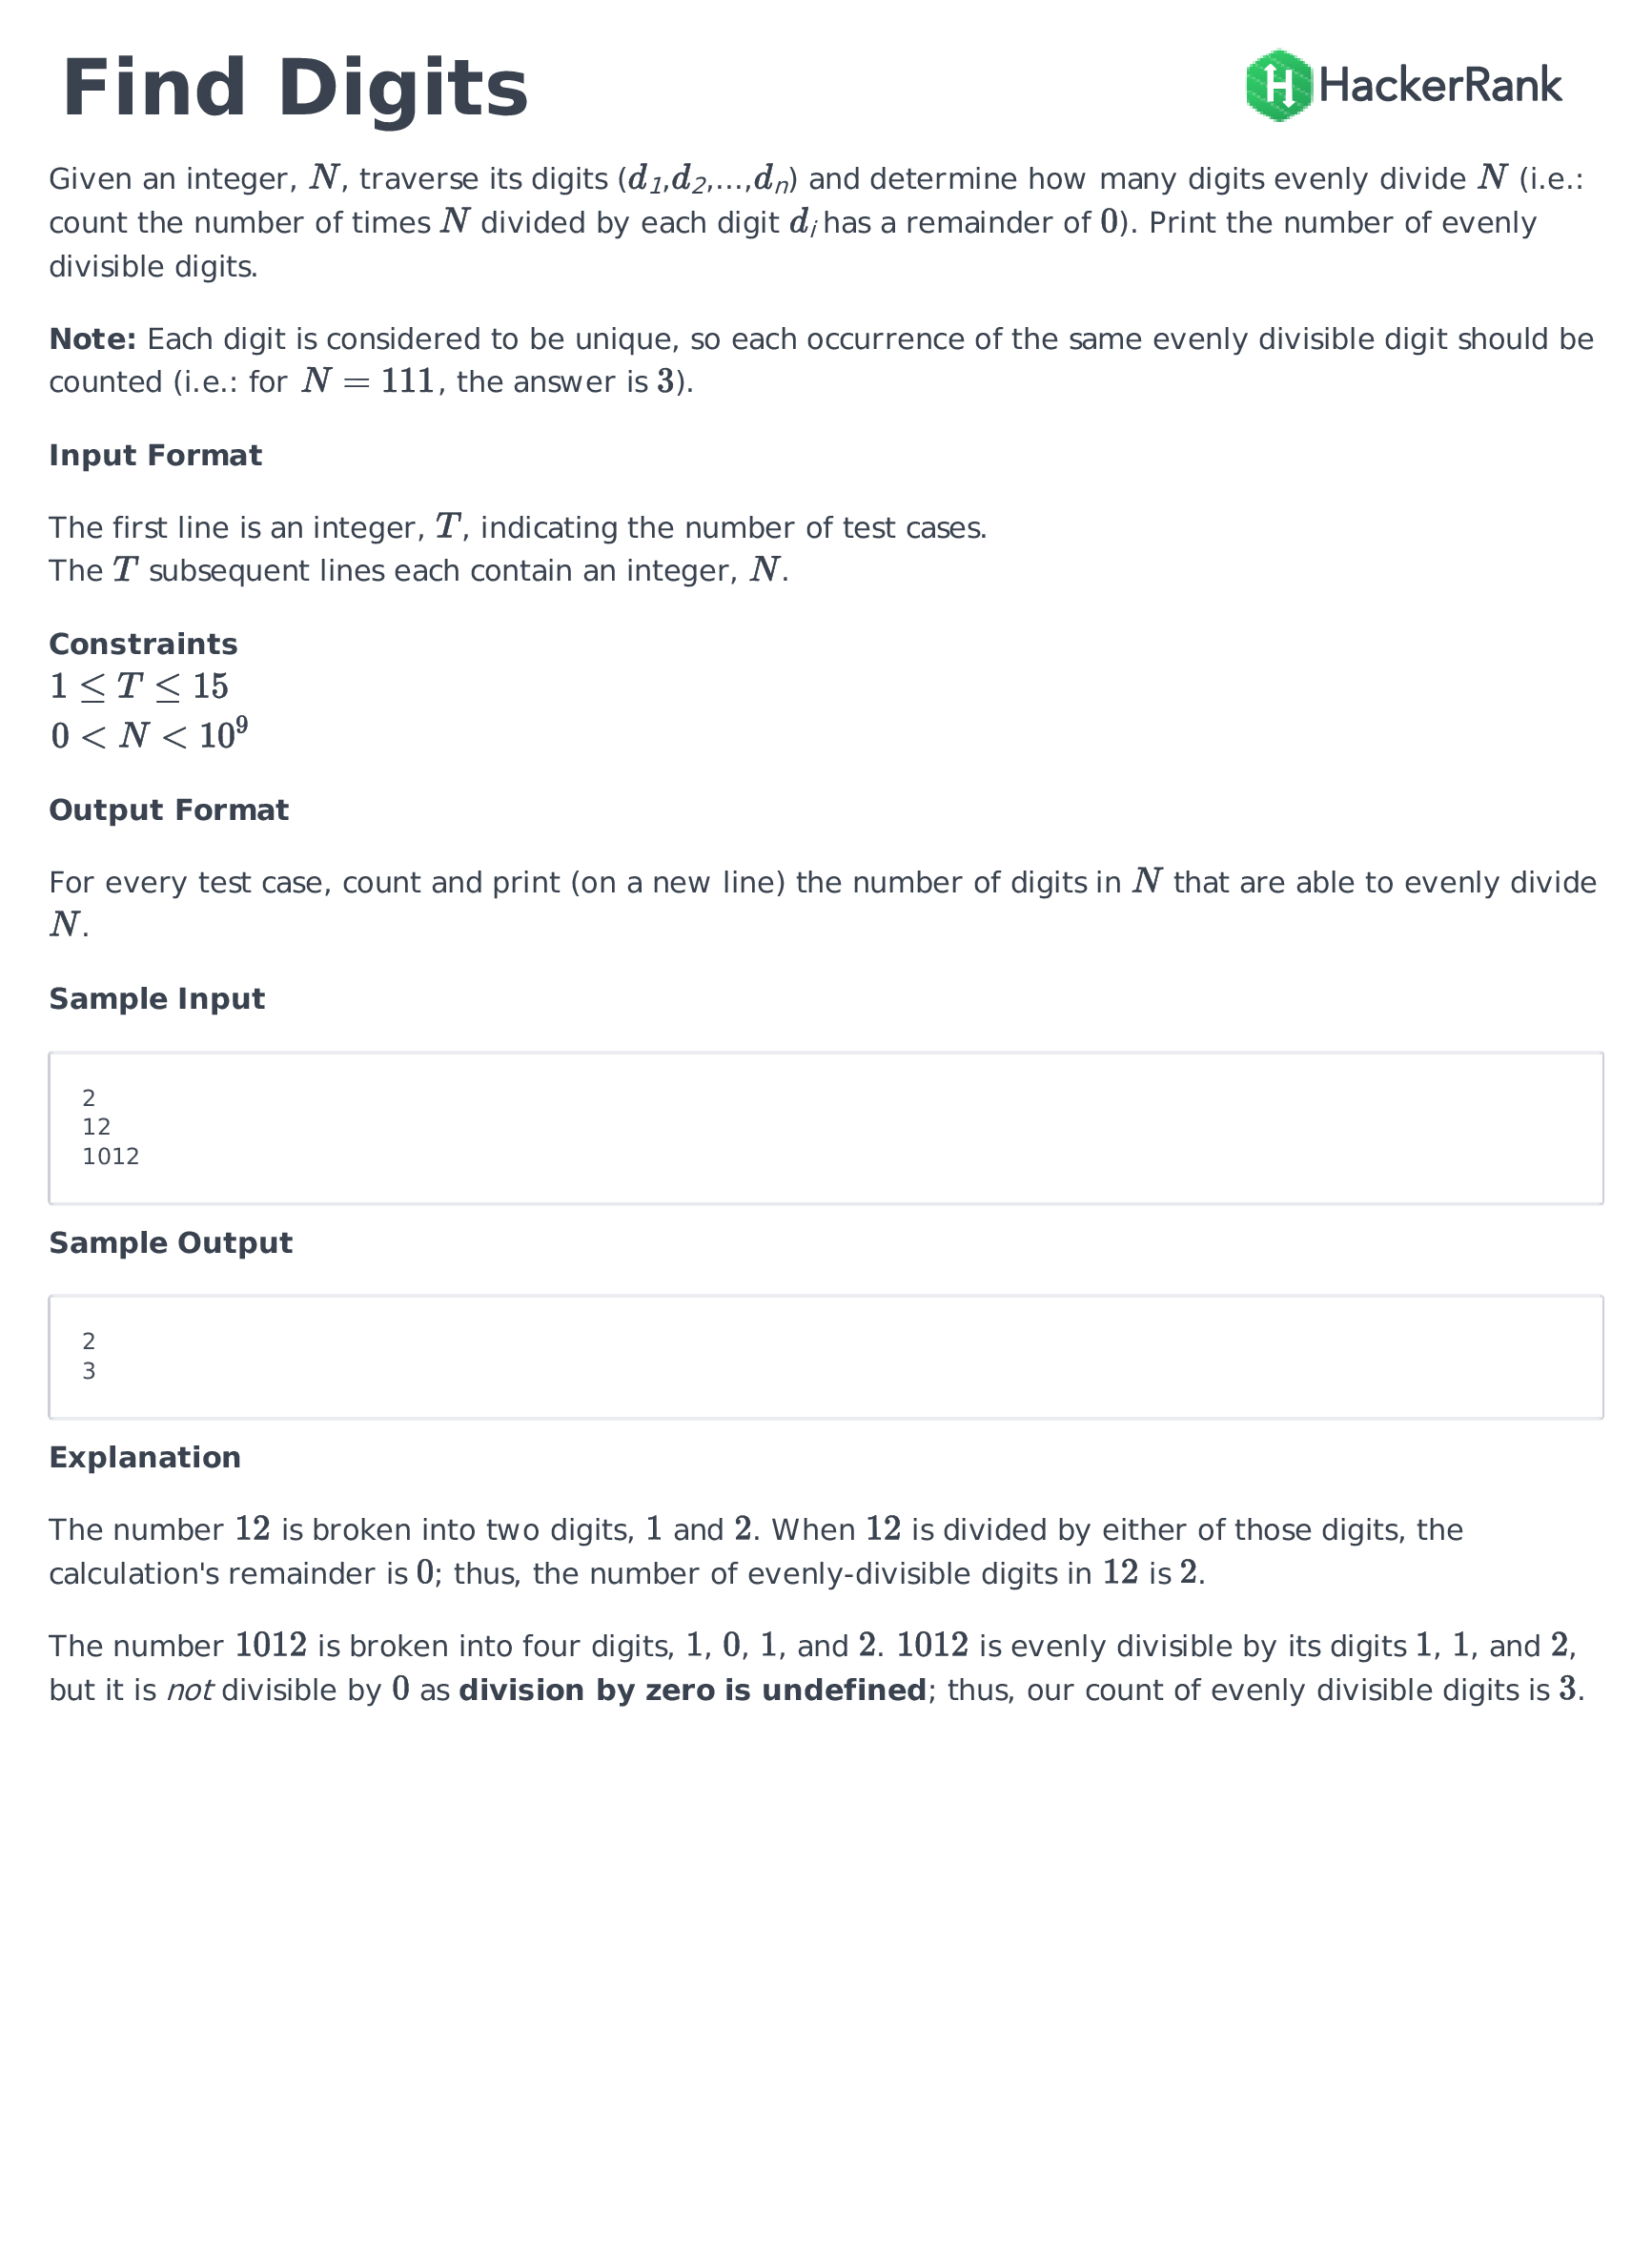 Find Digits
HackerRank
Given an integer, N, traverse its digits (d1,d2,...,dn) and determine how many digits evenly divide N (i.e.:
count the number of times N divided by each digit di has a remainder of 0). Print the number of evenly
divisible digits.
Note: Each digit is considered to be unique, so each occurrence of the same evenly divisible digit should be
counted (i.e.: for N = 111, the answer is 3).
Input Format
The first line is an integer, T, indicating the number of test cases.
The T subsequent lines each contain an integer, N.
Constraints
1 ≤ T ≤ 15
0 < N < 10⁹
Output Format
For every test case, count and print (on a new line) the number of digits in N that are able to evenly divide
N.
Sample Input
2
12
1012
Sample Output
2
3
Explanation
The number 12 is broken into two digits, 1 and 2. When 12 is divided by either of those digits, the
calculation's remainder is 0; thus, the number of evenly-divisible digits in 12 is 2.
The number 1012 is broken into four digits, 1, 0, 1, and 2. 1012 is evenly divisible by its digits 1, 1, and 2,
but it is not divisible by 0 as division by zero is undefined; thus, our count of evenly divisible digits is 3.